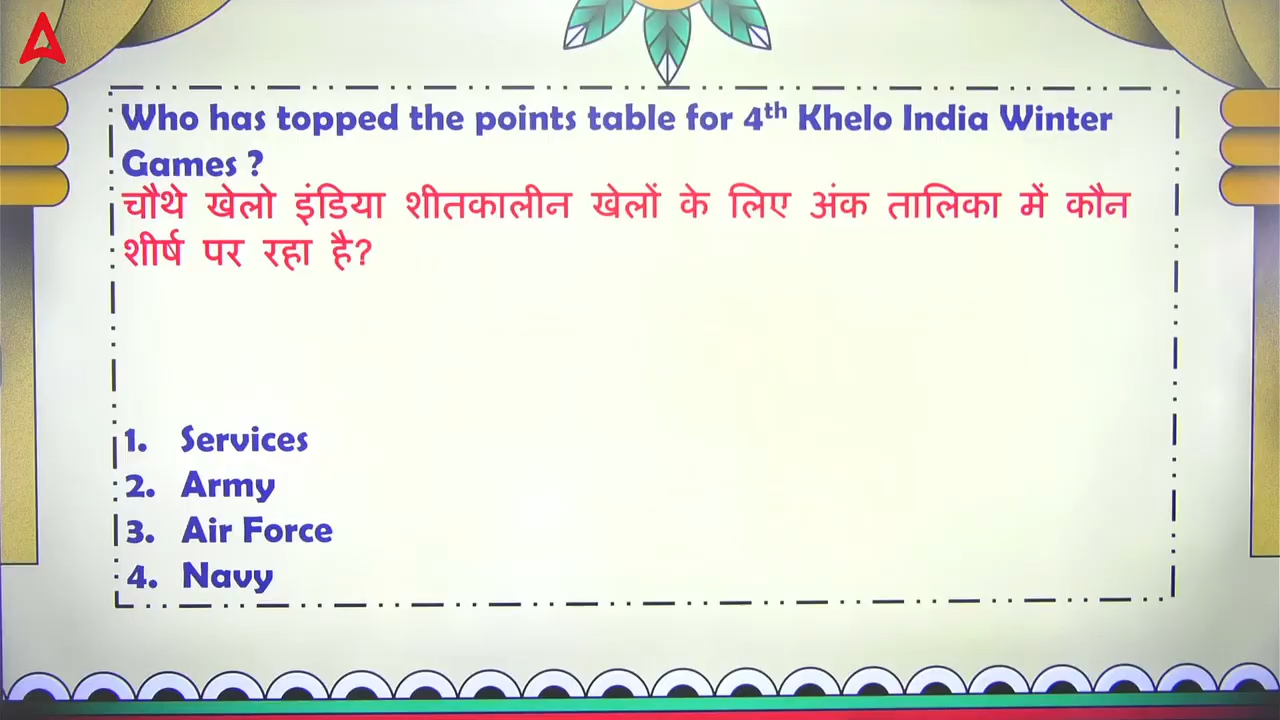 Who has topped the points table for 4th Khelo India Winter
Games ?
चौथे खेलो इंडिया शीतकालीन खेलों के लिए अंक तालिका में कौन
शीर्ष पर रहा है?
1. Services
2. Army
3. Air Force
4. Navy